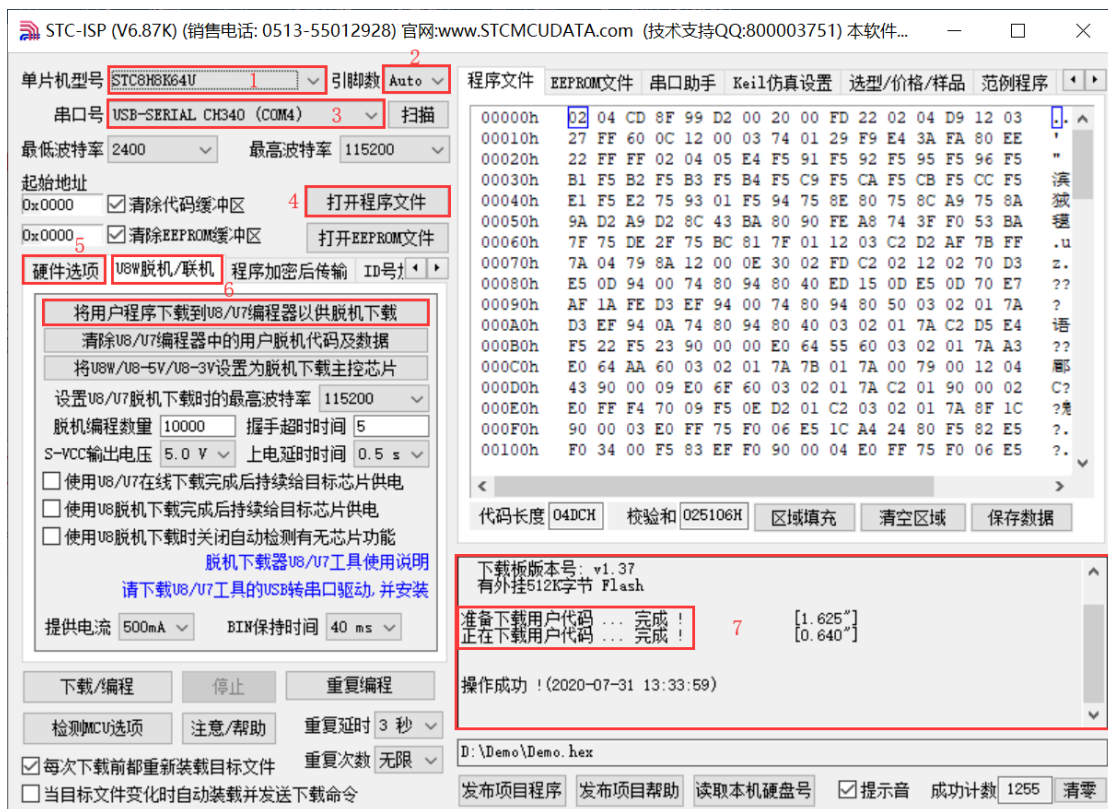 STC-ISP (V6.87K) (销售电话: 0513-55012928) 官网:www.STCMCUDATA.com (技术支持QQ:800003751) 本软件...
单片机型号 STC8H8K64U 1 引脚数 Auto 2
串口号 USB-SERIAL CH340 (COM4) 3 扫描
最低波特率 2400 最高波特率 115200
起始地址
0x0000 清除代码缓冲区 4 打开程序文件
0x0000 清除EEPROM缓冲区 打开EEPROM文件
5
硬件选项 U8W脱机/联机 程序加密后传输 ID号
6
将用户程序下载到U8/U7编程器以供脱机下载
清除U8/U7编程器中的用户脱机代码及数据
将U8W/U8-5V/U8-3V设置为脱机下载主控芯片
设置U8/U7脱机下载时的最高波特率 115200
脱机编程数量 10000 握手超时时间 5
S-VCC输出电压 5.0 V 上电延时时间 0.5 s
使用U8/U7在线下载完成后持续给目标芯片供电
使用U8脱机下载完成后持续给目标芯片供电
使用U8脱机下载时关闭自动检测有无芯片功能
脱机下载器U8/U7工具使用说明
请下载U8/U7工具的USB转串口驱动,并安装
提供电流 500mA BIN保持时间 40 ms
下载/编程 停止 重复编程
检测MCU选项 注意/帮助 重复延时 3 秒
重复次数 无限
每次下载前都重新装载目标文件
当目标文件变化时自动装载并发送下载命令
程序文件 EEPROM文件 串口助手 Keil仿真设置 选型/价格/样品 范例程序
00000h 02 04 CD 8F 99 D2 00 20 00 FD 22 02 04 D9 12 03 ..
00010h 27 FF 60 0C 12 00 03 74 01 29 F9 E4 3A FA 80 EE '
00020h 22 FF FF 02 04 05 E4 F5 91 F5 92 F5 95 F5 96 F5 "
00030h B1 F5 B2 F5 B3 F5 B4 F5 C9 F5 CA F5 CB F5 CC F5 滨
00040h E1 F5 E2 75 93 01 F5 94 75 8E 80 75 8C A9 75 8A
00050h 9A D2 A9 D2 8C 43 BA 80 90 FE A8 74 3F F0 53 BA
00060h 7F 75 DE 2F 75 BC 81 7F 01 12 03 C2 D2 AF 7B FF .u
00070h 7A 04 79 8A 12 00 0E 30 02 FD C2 02 12 02 70 D3 z.
00080h E5 0D 94 00 74 80 94 80 40 ED 15 0D E5 0D 70 E7 ??
00090h AF 1A FE D3 EF 94 00 74 80 94 80 50 03 02 01 7A ?
000A0h D3 EF 94 0A 74 80 94 80 40 03 02 01 7A C2 D5 E4 语
000B0h F5 22 F5 23 90 00 00 E0 64 55 60 03 02 01 7A A3 ??
000C0h E0 64 AA 60 03 02 01 7A 7B 01 7A 00 79 00 12 04 郿
000D0h 43 90 00 09 E0 6F 60 03 02 01 7A C2 01 90 00 02 C?
000E0h E0 FF F4 70 09 F5 0E D2 01 C2 03 02 01 7A 8F 1C
000F0h 90 00 03 E0 FF 75 F0 06 E5 1C A4 24 80 F5 82 E5 ?.
00100h F0 34 00 F5 83 EF F0 90 00 04 E0 FF 75 F0 06 E5 ?.
代码长度 04DCH 校验和 025106H 区域填充 清空区域 保存数据
下载板版本号: v1.37
有外挂512K字节 Flash
准备下载用户代码 ... 完成 ! [1.625"]
正在下载用户代码 ... 完成 ! [0.640"]
7
操作成功 !(2020-07-31 13:33:59)
D:\Demo\Demo.hex
发布项目程序 发布项目帮助 读取本机硬盘号 提示音 成功计数 1255 清零